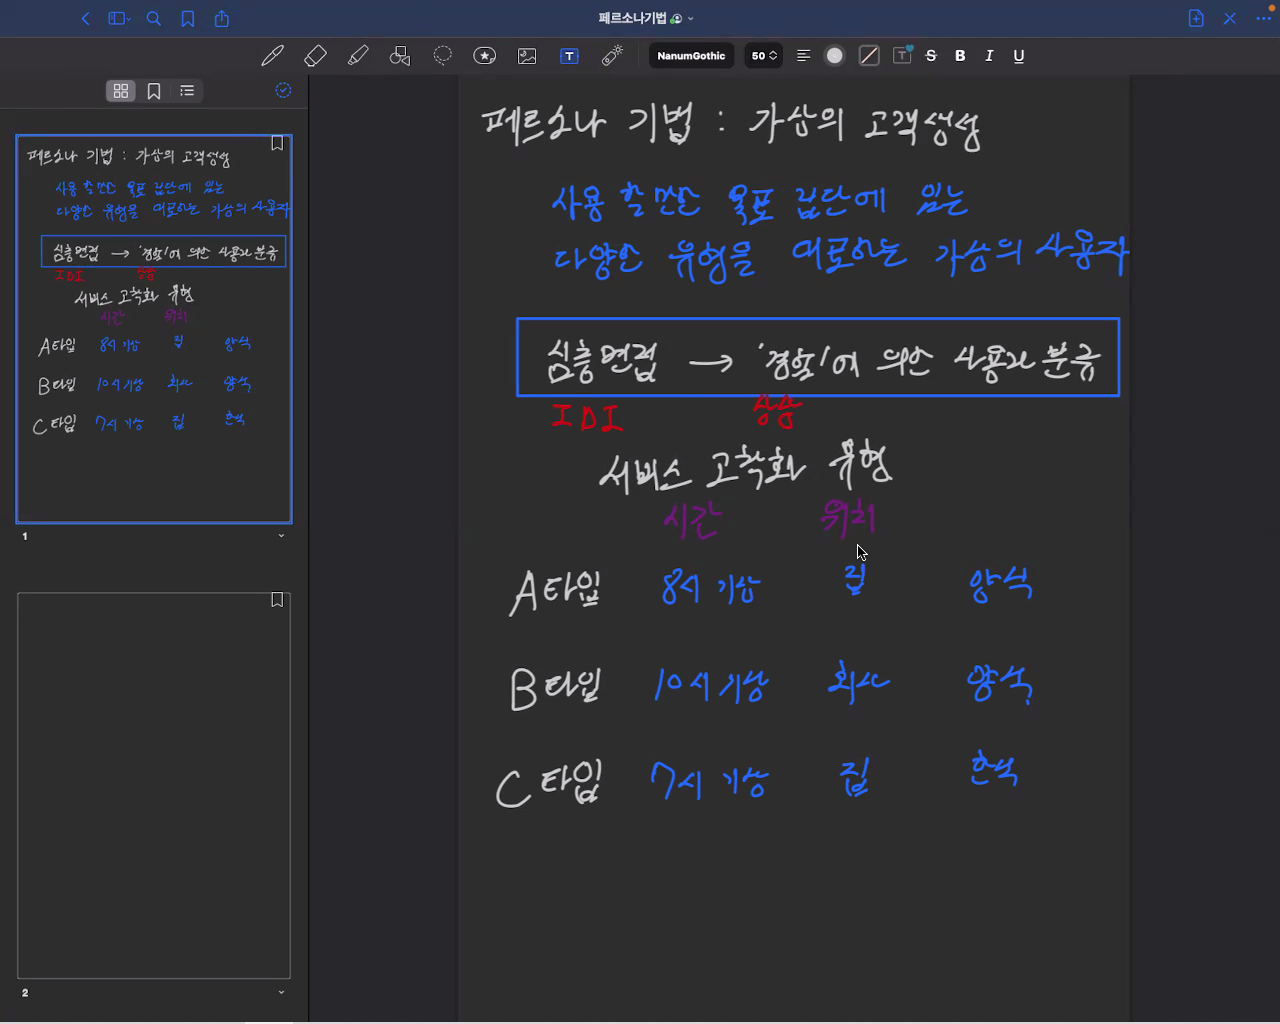 페르소나기법
NanumGothic
50
페르소나 기법 : 가상의 고객생성
사용 할 만한 목표 집단에 있는
다양한 유형을 대표하는 가상의 사용자
심층면접 → '경향'에 의한 사용자 분류
IDI
상승
서비스 고착화 유형
시간 위치
A타입 8시 기상 집 양식
B타입 10시 기상 회사 양식
C타입 7시 기상 집 한식
1
2